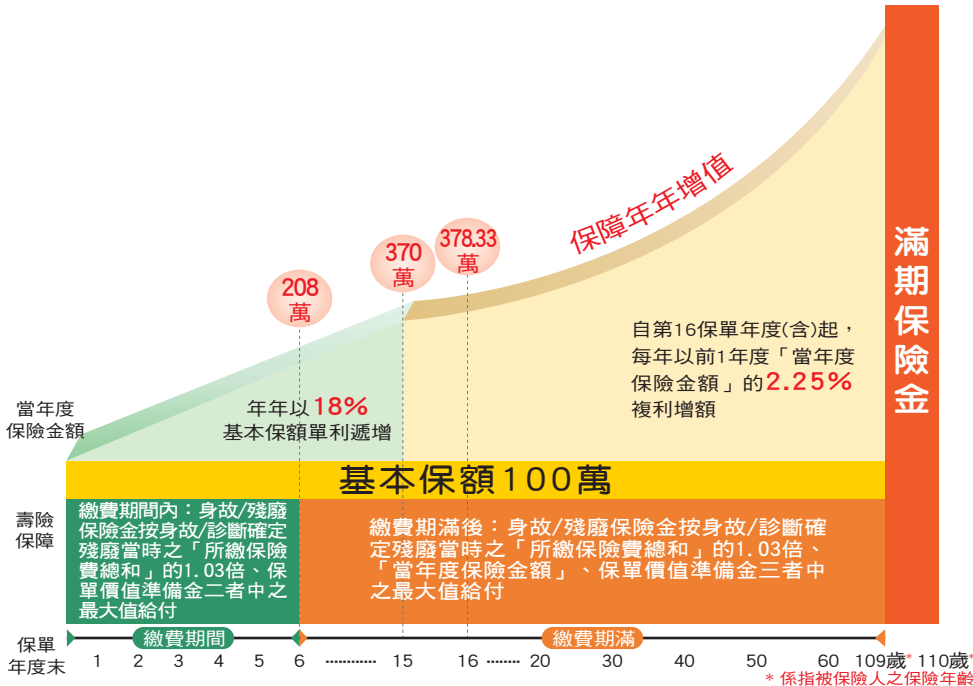 208
萬
370
萬
378.33
萬
保障年年增值
滿期保險金
自第16保單年度(含)起，
每年以前1年度「當年度
保險金額」的2.25%
複利增額
當年度
保險金額
年年以18%
基本保額單利遞增
基本保額100萬
壽險
保障
繳費期間內：身故/殘廢
保險金按身故/診斷確定
殘廢當時之「所繳保險
費總和」的1.03倍、保
單價值準備金二者中之
最大值給付
繳費期滿後：身故/殘廢保險金按身故/診斷確
定殘廢當時之「所繳保險費總和」的1.03倍、
「當年度保險金額」、保單價值準備金三者中
之最大值給付
繳費期間
繳費期滿
保單
年度末
1 2 3 4 5 6 ............ 15 16 ........ 20 30 40 50 60 109歲* 110歲*
* 係指被保險人之保險年齡